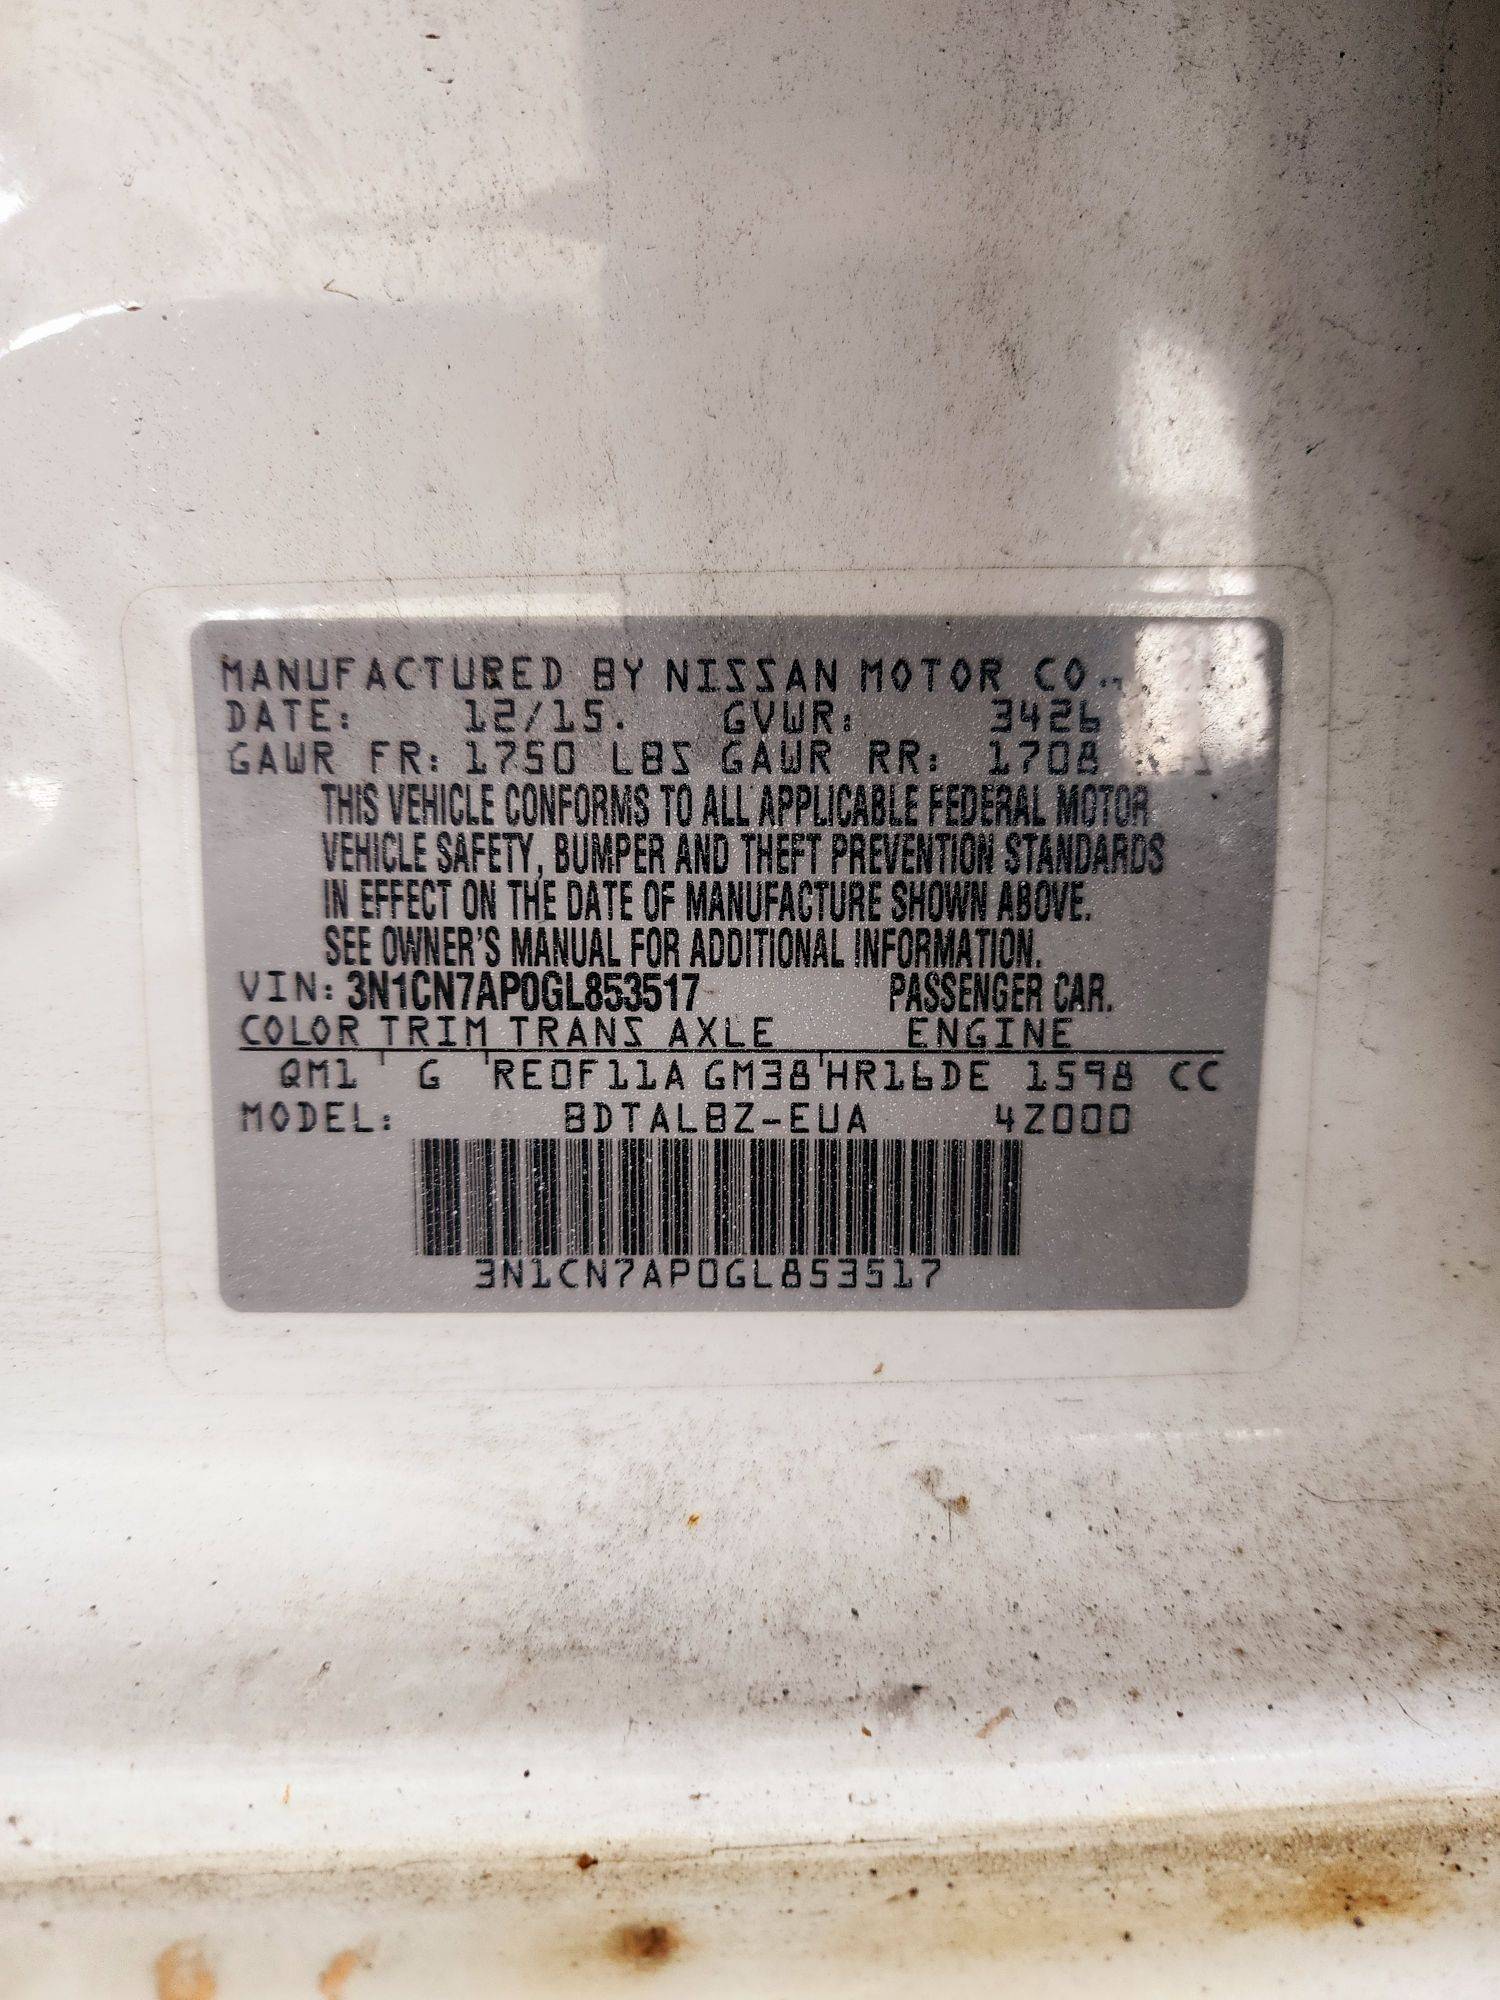 MANUFACTURED BY NISSAN MOTOR CO.,
DATE: 12/15. GVWR: 3426
GAWR FR: 1750 LBS GAWR RR: 1708
THIS VEHICLE CONFORMS TO ALL APPLICABLE FEDERAL MOTOR
VEHICLE SAFETY, BUMPER AND THEFT PREVENTION STANDARDS
IN EFFECT ON THE DATE OF MANUFACTURE SHOWN ABOVE.
SEE OWNER'S MANUAL FOR ADDITIONAL INFORMATION.
VIN: 3N1CN7AP0GL853517 PASSENGER CAR.
COLOR TRIM TRANS AXLE ENGINE
QM1 G RE0F11A GM38 HR16DE 1598 CC
MODEL: BDTALBZ-EUA 4Z000
3N1CN7AP0GL853517